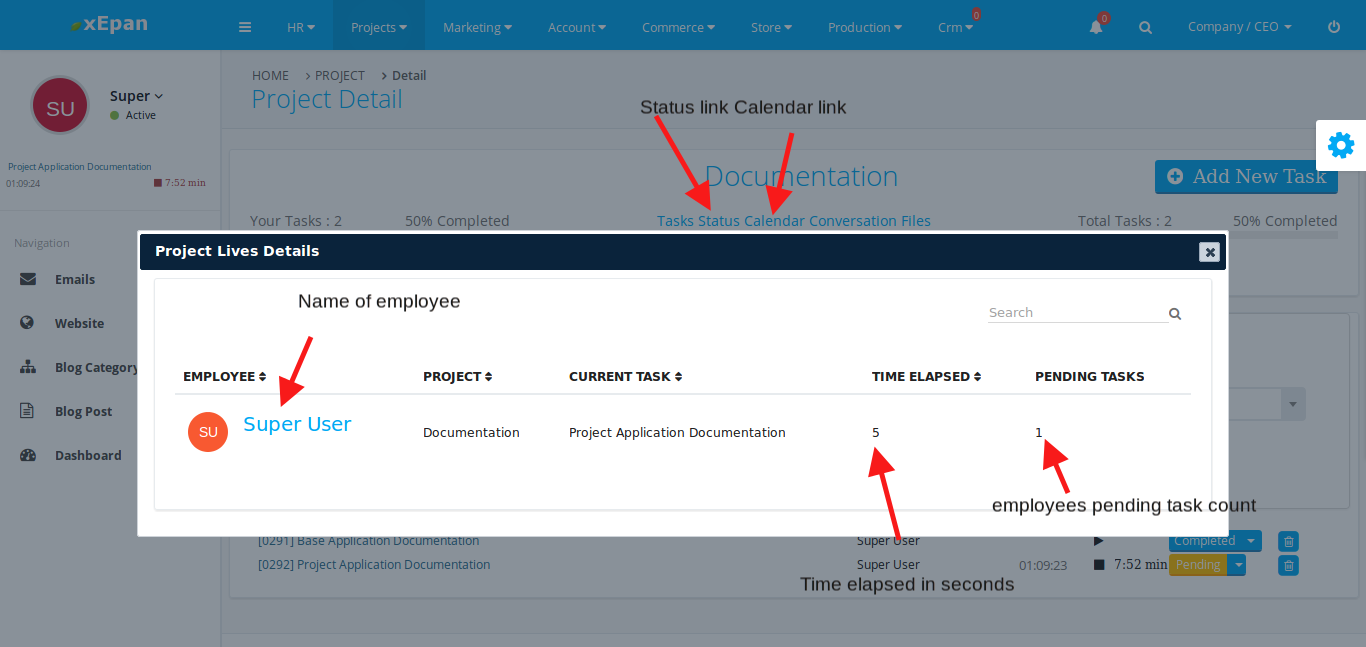 xEpan
HR Projects Marketing Account Commerce Store Production Crm 0 0 Company / CEO
SU Super
Active
Project Application Documentation
01:09:24 7:52 min
Navigation
Emails
Website
Blog Category
Blog Post
Dashboard
HOME > PROJECT > Detail
Project Detail
Status link Calendar link
Documentation
Add New Task
Your Tasks : 2 50% Completed Tasks Status Calendar Conversation Files Total Tasks : 2 50% Completed
Project Lives Details
Name of employee
Search
EMPLOYEE PROJECT CURRENT TASK TIME ELAPSED PENDING TASKS
SU Super User Documentation Project Application Documentation 5 1
employees pending task count
[0291] Base Application Documentation Super User Completed
[0292] Project Application Documentation Super User 01:09:23 7:52 min Pending
Time elapsed in seconds